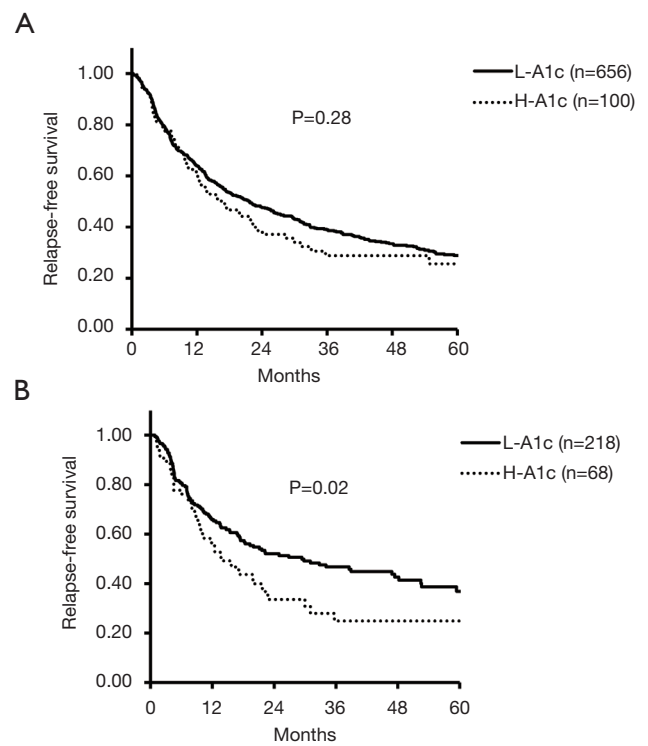 A
1.00
0.80
0.60
0.40
0.20
0.00
Relapse-free survival
P=0.28
L-A1c (n=656)
H-A1c (n=100)
0 12 24 36 48 60
Months
B
1.00
0.80
0.60
0.40
0.20
0.00
Relapse-free survival
P=0.02
L-A1c (n=218)
H-A1c (n=68)
0 12 24 36 48 60
Months